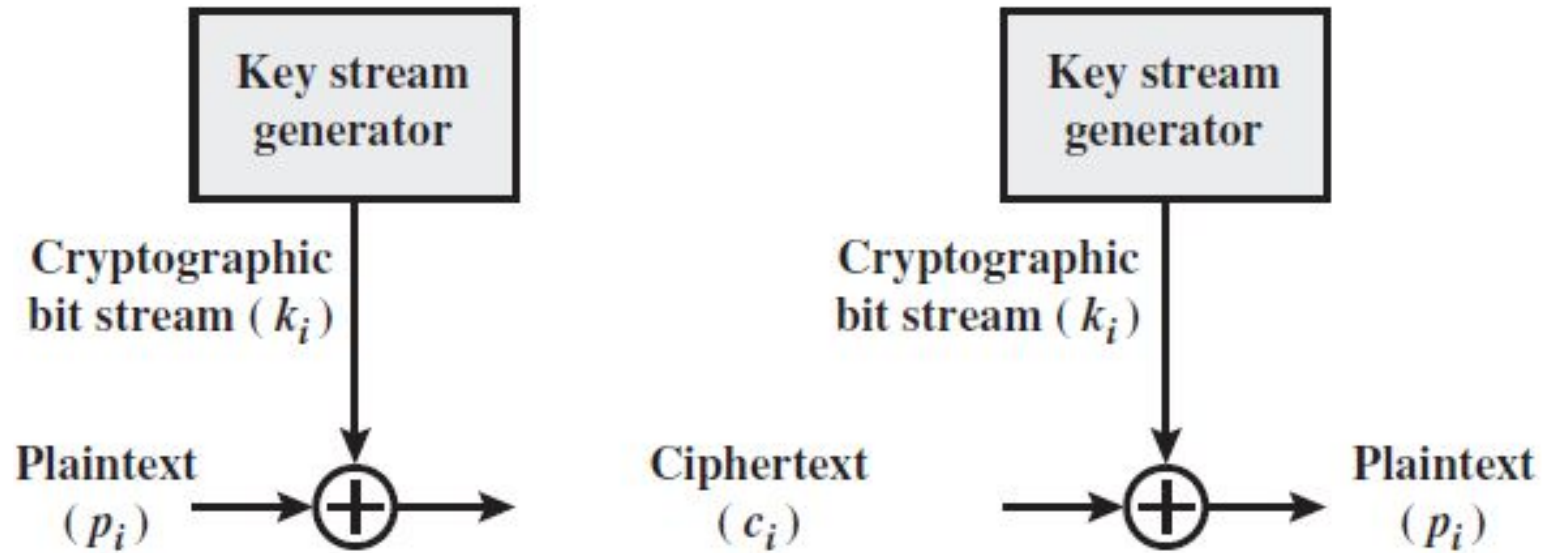 Key stream
generator
Cryptographic
bit stream ( kᵢ )
Plaintext
( pᵢ )
Ciphertext
( cᵢ )
Key stream
generator
Cryptographic
bit stream ( kᵢ )
Plaintext
( pᵢ )